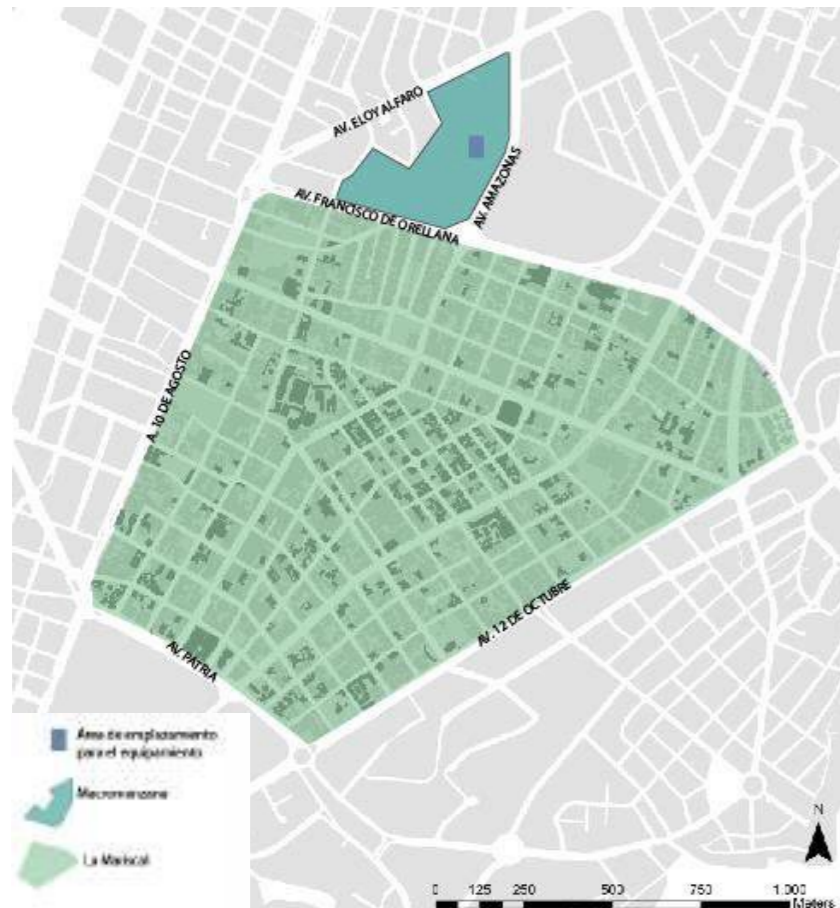 AV. ELOY ALFARO
AV. FRANCISCO DE ORELLANA
AV. AMAZONAS
A. 10 DE AGOSTO
AV. 12 DE OCTUBRE
AV. PATRIA
Área de emplazamiento
para el equipamiento
Macromanzana
La Mariscal
N
0 125 250 500 750 1.000
Meters